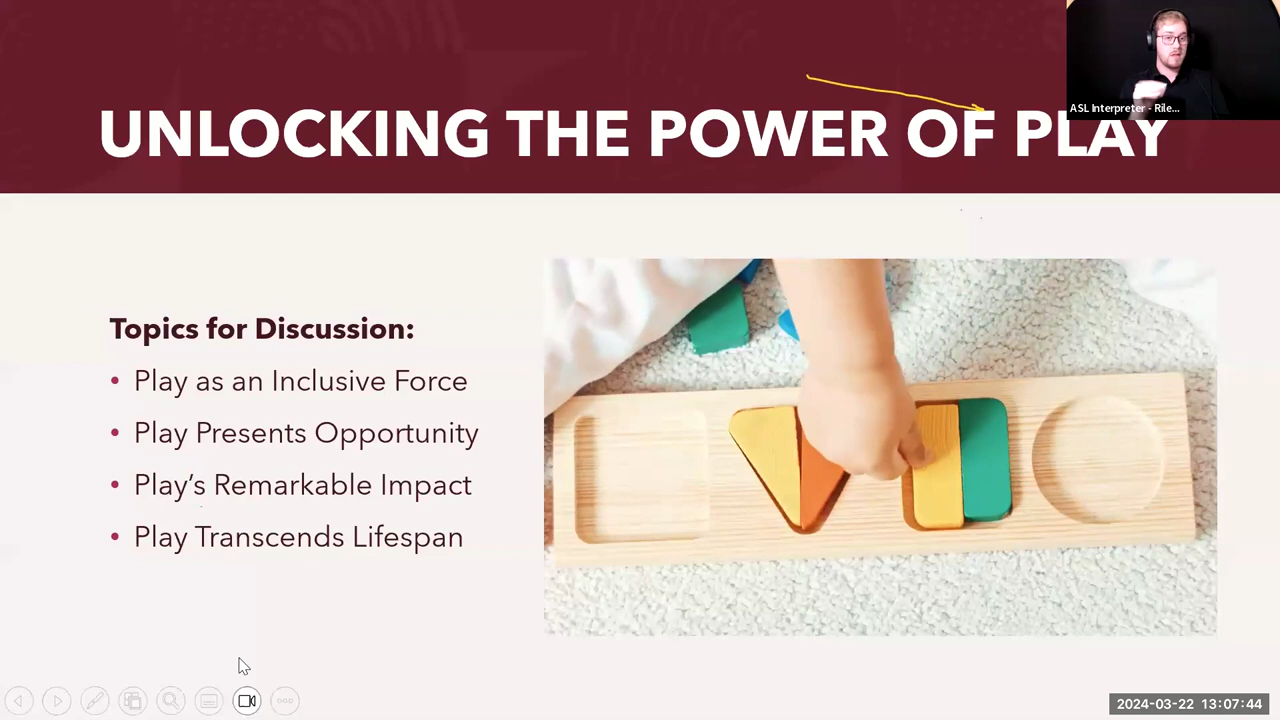 ASL Interpreter - Rile...
UNLOCKING THE POWER OF PLAY
Topics for Discussion:
• Play as an Inclusive Force
• Play Presents Opportunity
• Play’s Remarkable Impact
• Play Transcends Lifespan
2024-03-22 13:07:44